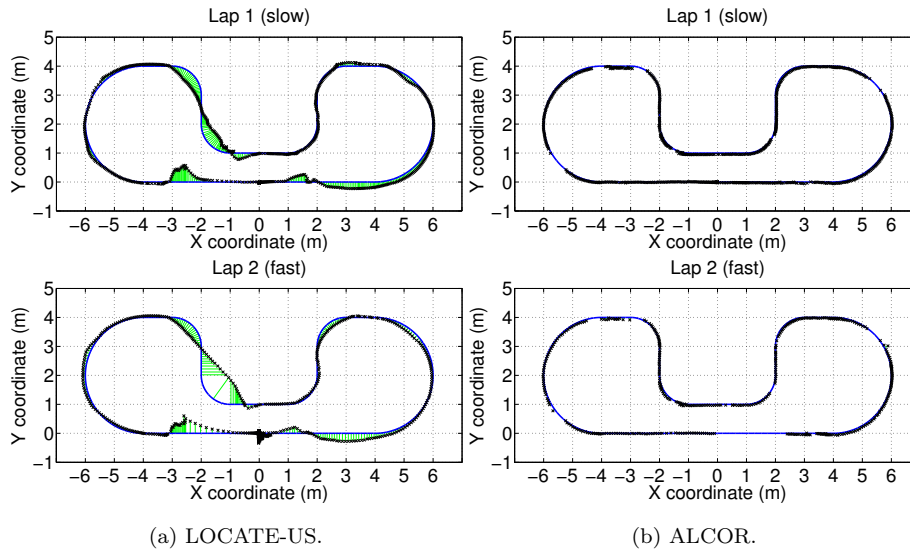 Lap 1 (slow)
5
4
3
2
1
0
−1
Y coordinate (m)
−6 −5 −4 −3 −2 −1 0 1 2 3 4 5 6
X coordinate (m)
Lap 1 (slow)
5
4
3
2
1
0
−1
Y coordinate (m)
−6 −5 −4 −3 −2 −1 0 1 2 3 4 5 6
X coordinate (m)
Lap 2 (fast)
5
4
3
2
1
0
−1
Y coordinate (m)
−6 −5 −4 −3 −2 −1 0 1 2 3 4 5 6
X coordinate (m)
Lap 2 (fast)
5
4
3
2
1
0
−1
Y coordinate (m)
−6 −5 −4 −3 −2 −1 0 1 2 3 4 5 6
X coordinate (m)
(a) LOCATE-US.
(b) ALCOR.